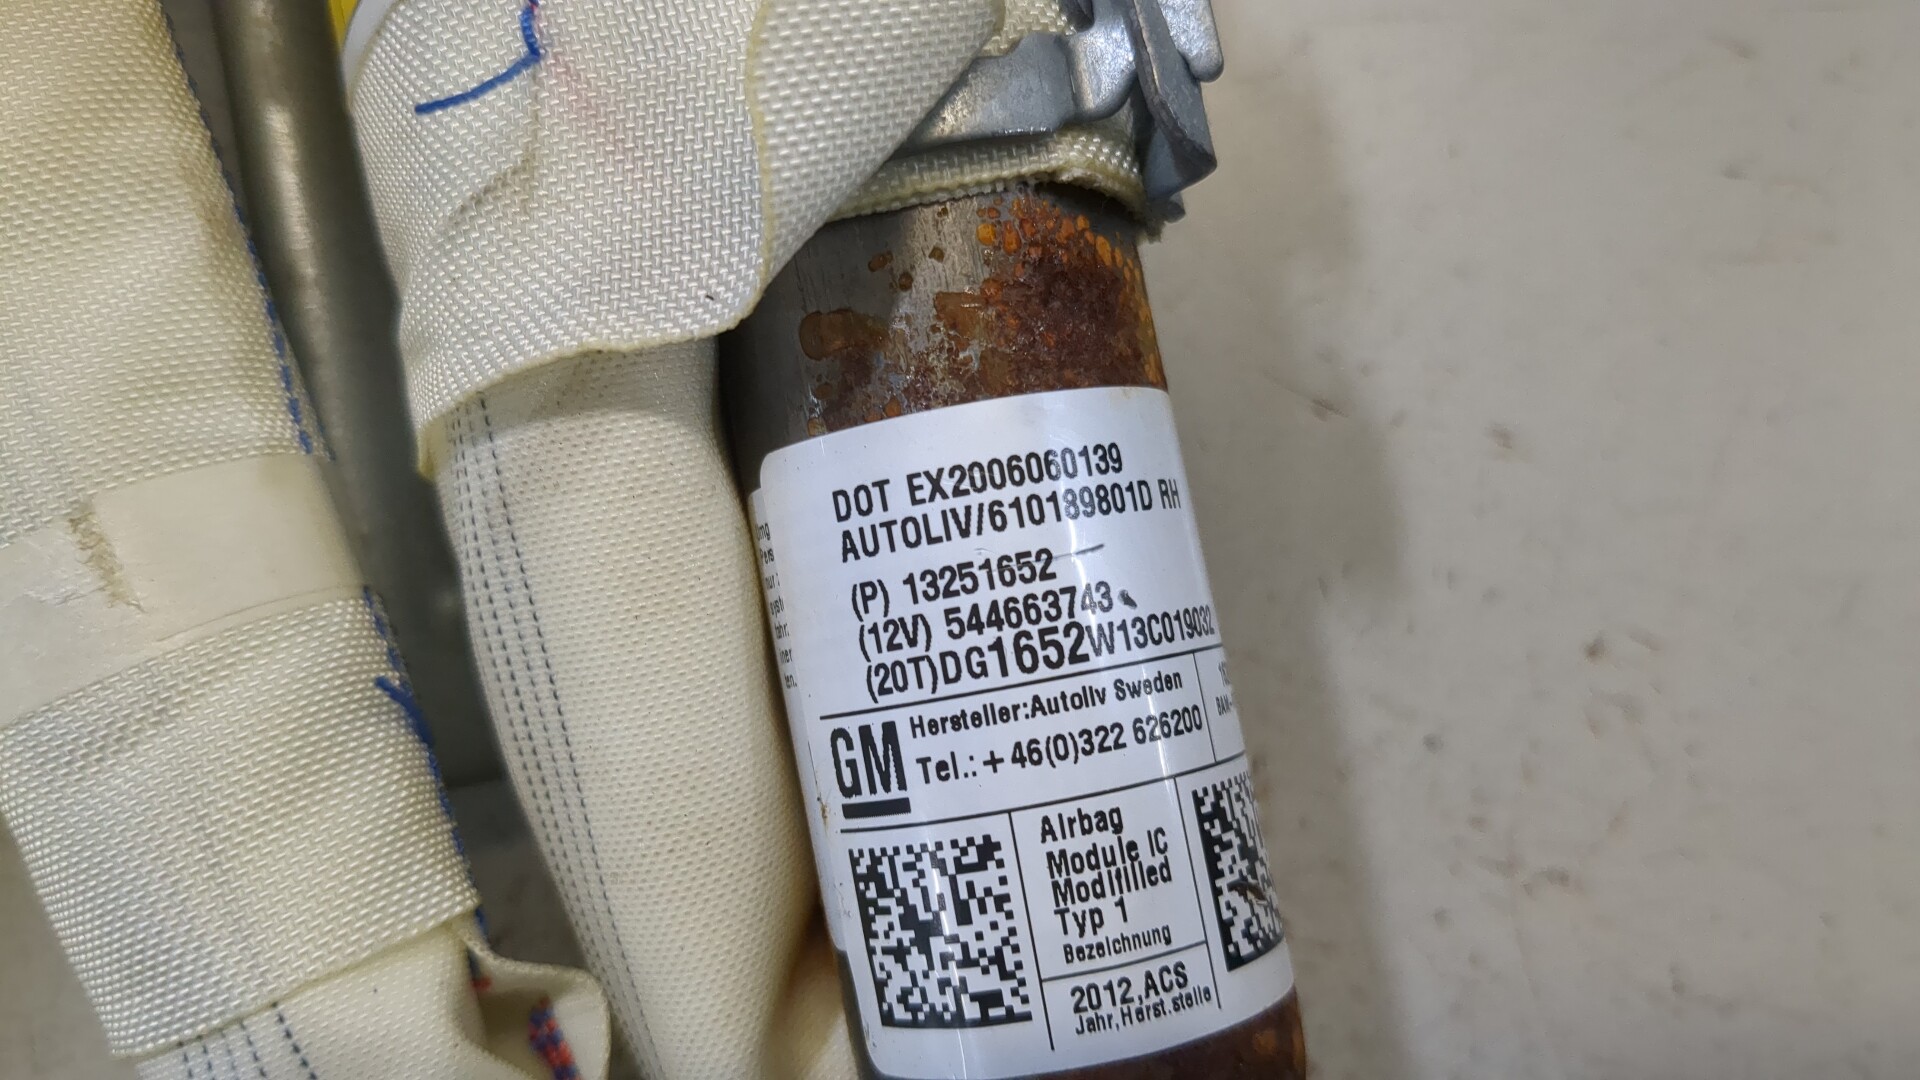 DOT EX2006060139
AUTOLIV/610189801D RH
(P) 13251652
(12V) 544663743
(20T)DG1652W13C019032
GM
Hersteller:Autoliv Sweden
Tel.:+46(0)322 626200
Airbag
Module IC
Modifilled
Typ 1
Bezeichnung
2012,ACS
Jahr,Herst.stelle